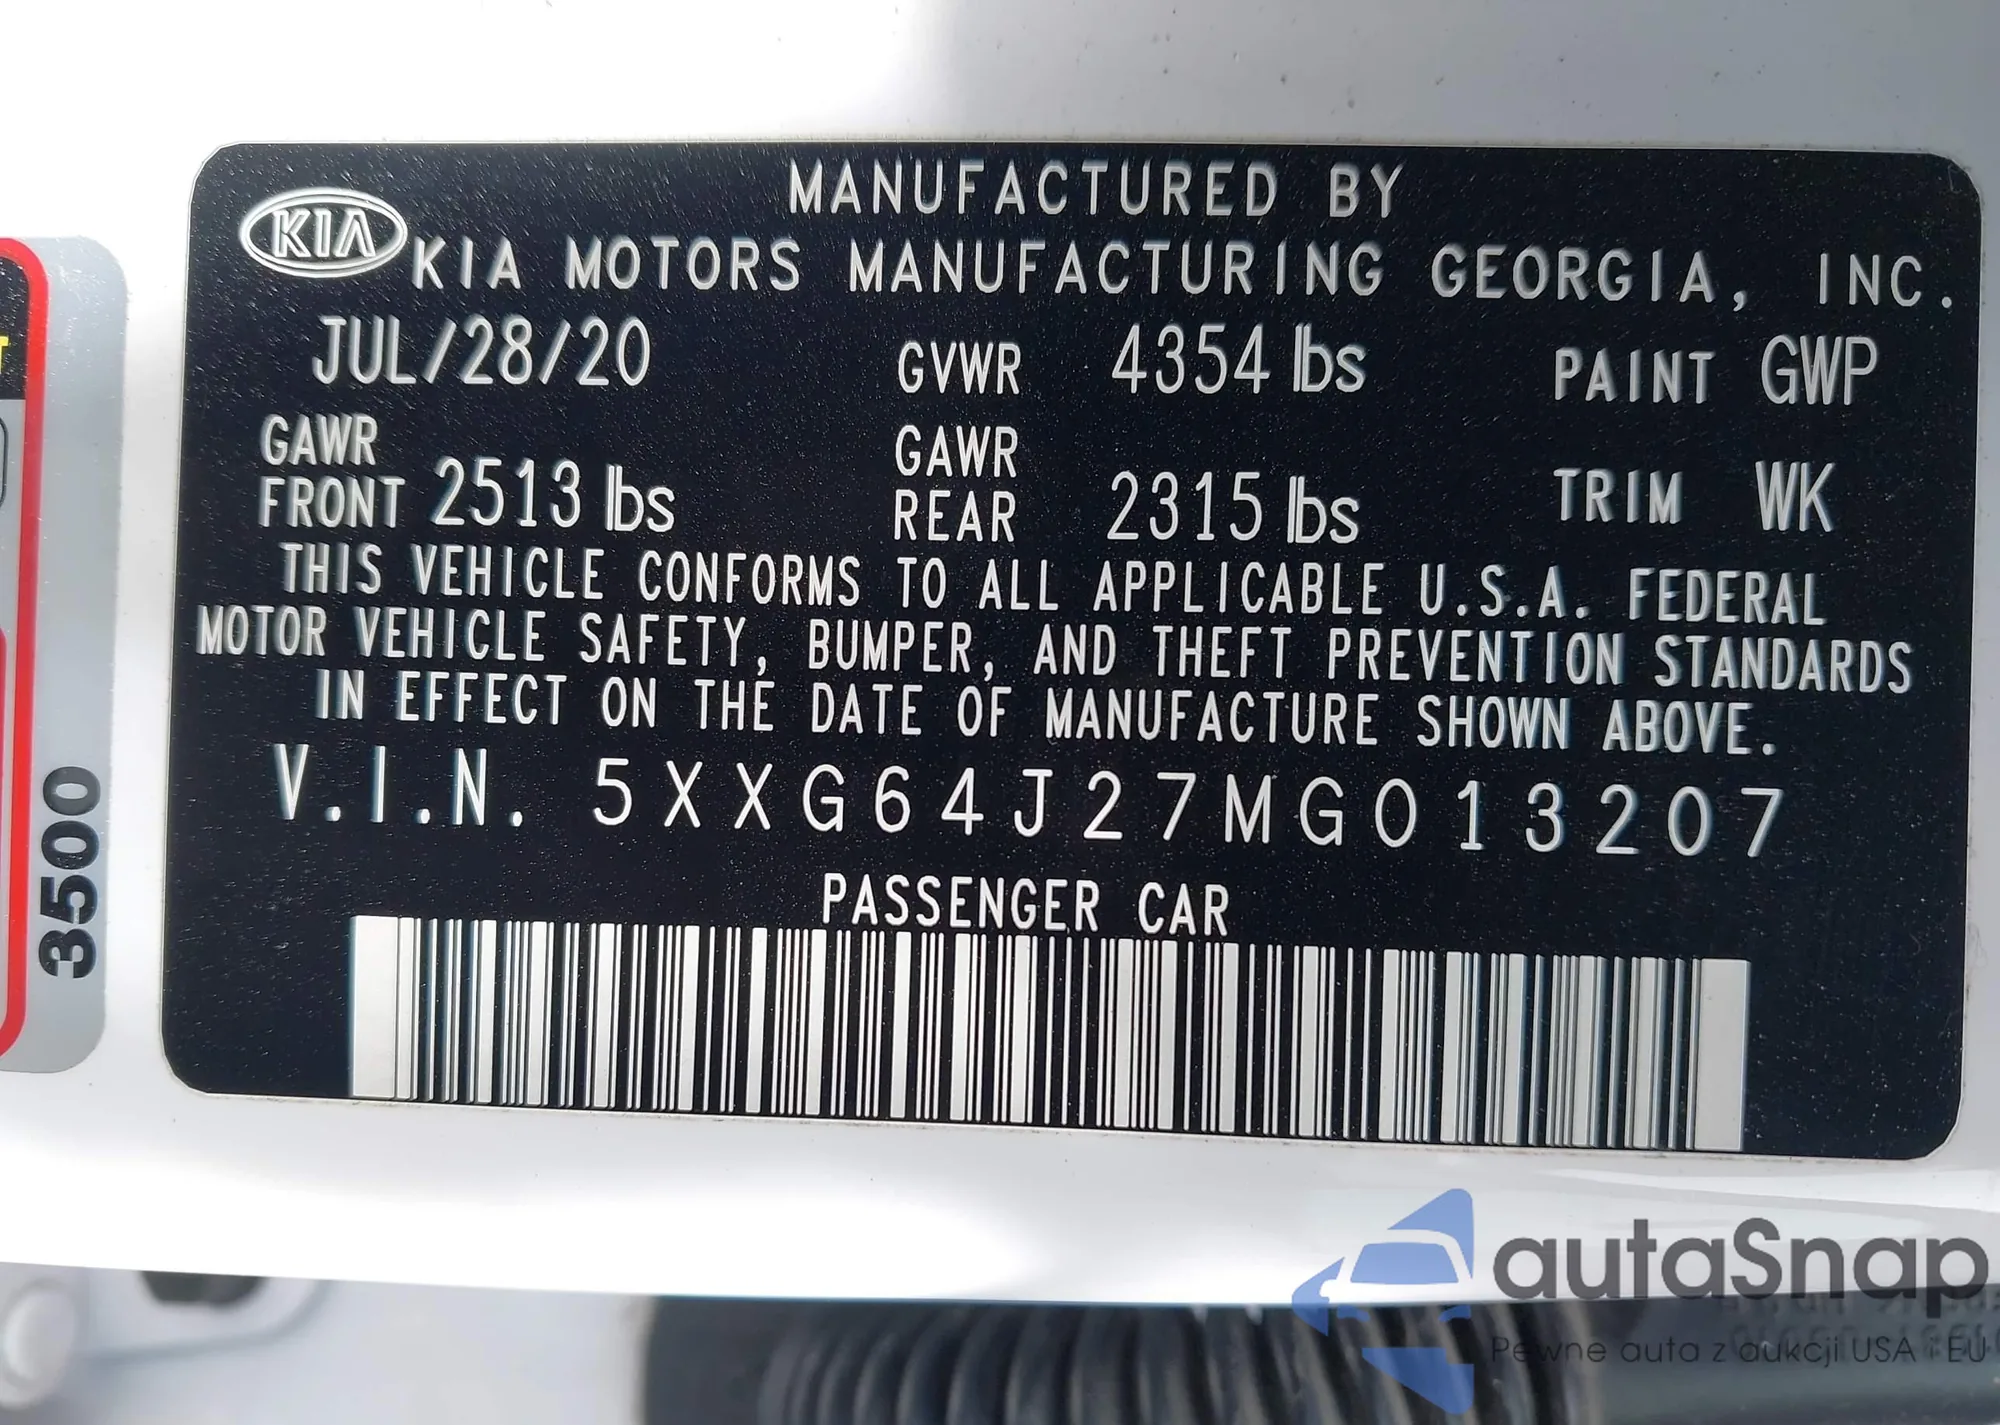 MANUFACTURED BY
KIA KIA MOTORS MANUFACTURING GEORGIA, INC.
JUL/28/20 GVWR 4354 lbs PAINT GWP
GAWR FRONT 2513 lbs GAWR REAR 2315 lbs TRIM WK
THIS VEHICLE CONFORMS TO ALL APPLICABLE U.S.A. FEDERAL
MOTOR VEHICLE SAFETY, BUMPER, AND THEFT PREVENTION STANDARDS
IN EFFECT ON THE DATE OF MANUFACTURE SHOWN ABOVE.
V.I.N. 5XXG64J27MG013207
PASSENGER CAR
3500
autaSnap
Pewne auta z aukcji USA i EU